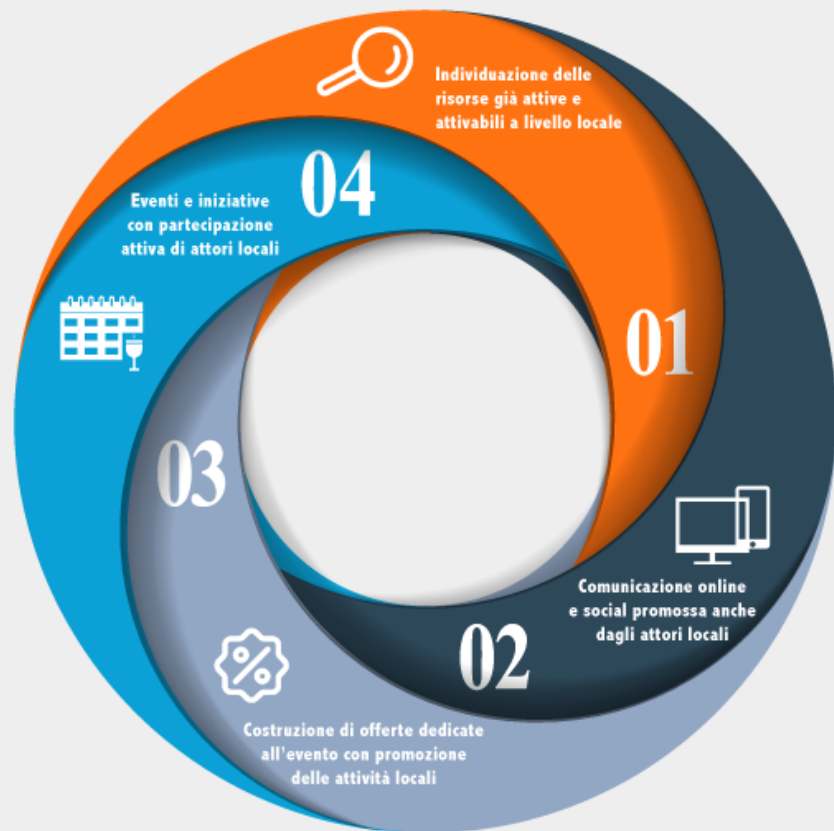 Individuazione delle
risorse già attive e
attivabili a livello locale
01
Comunicazione online
e social promossa anche
dagli attori locali
02
Costruzione di offerte dedicate
all'evento con promozione
delle attività locali
03
Eventi e iniziative
con partecipazione
attiva di attori locali
04